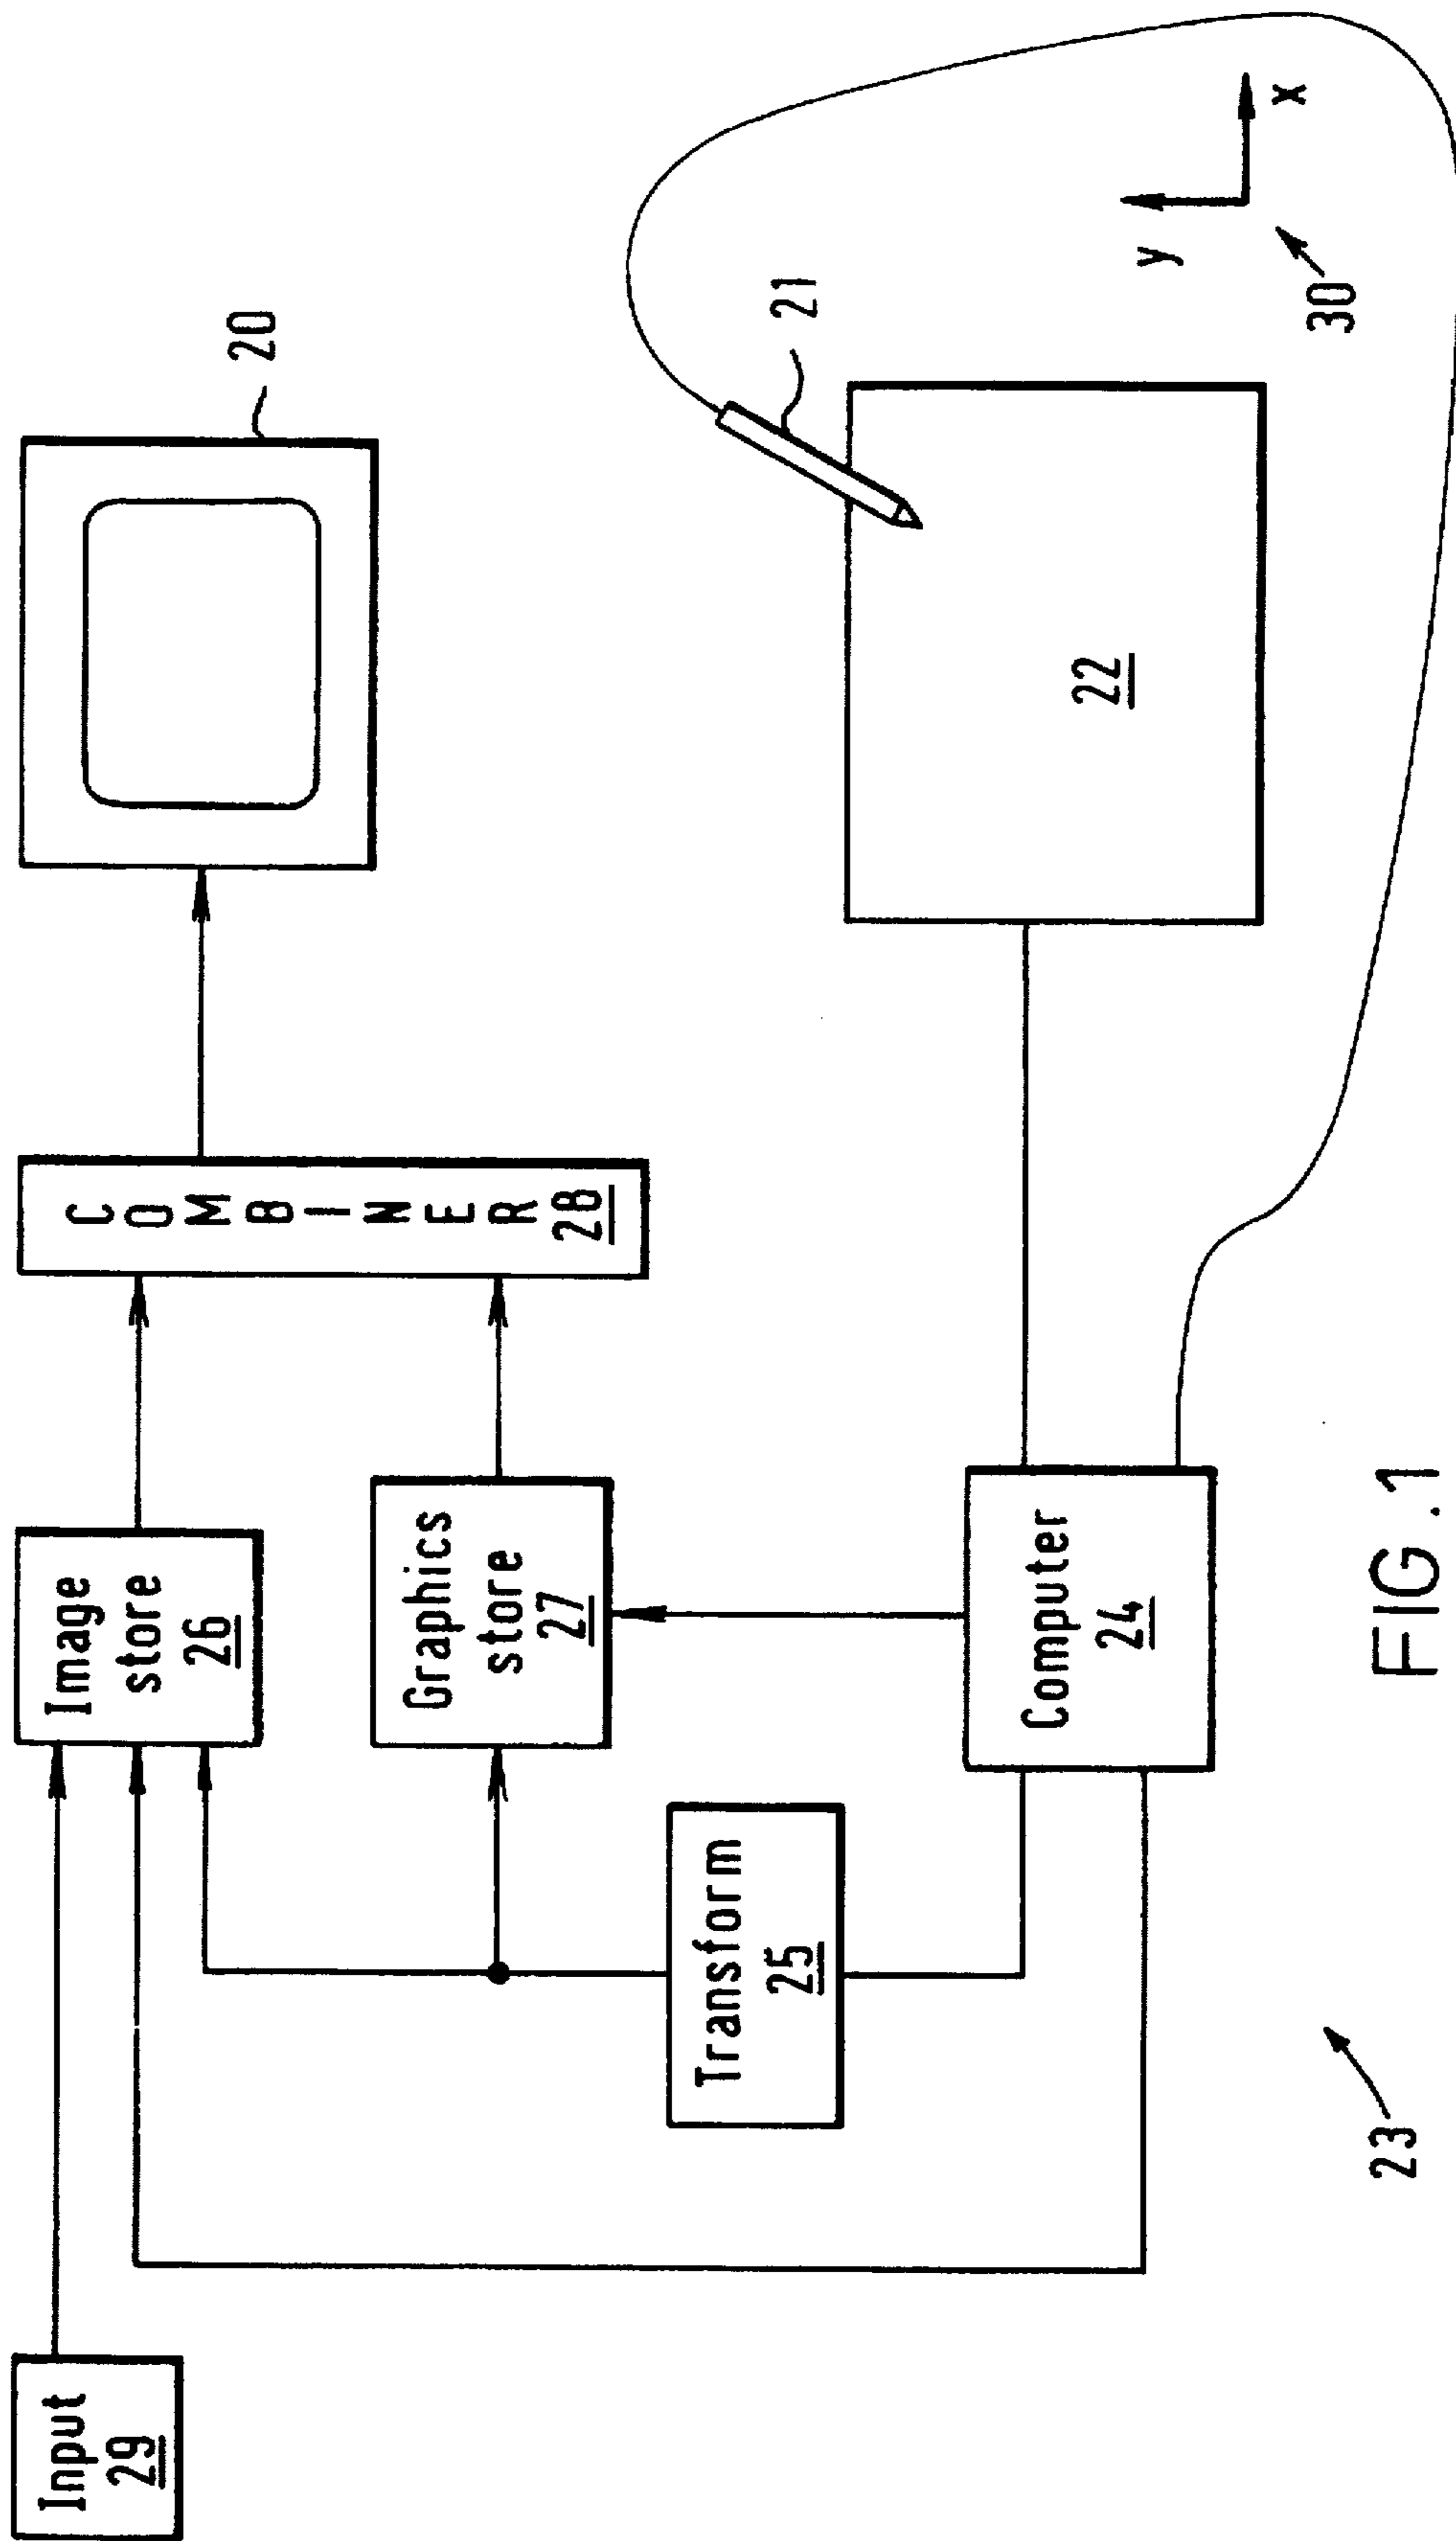 Input
29
Image
store
26
COMBINER
28
20
Graphics
store
27
Transform
25
21
22
Computer
24
y
x
30
23
FIG.1